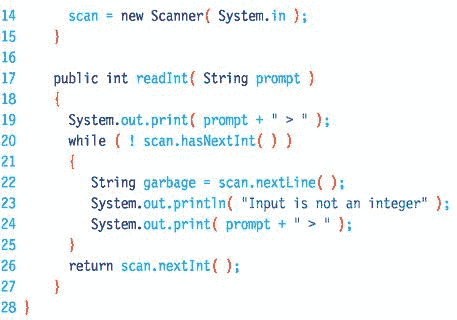 14 scan = new Scanner( System.in );
15 }
16
17 public int readInt( String prompt )
18 {
19 System.out.print( prompt + " > " );
20 while ( ! scan.hasNextInt( ) )
21 {
22 String garbage = scan.nextLine( );
23 System.out.println( "Input is not an integer" );
24 System.out.print( prompt + " > " );
25 }
26 return scan.nextInt( );
27 }
28 }